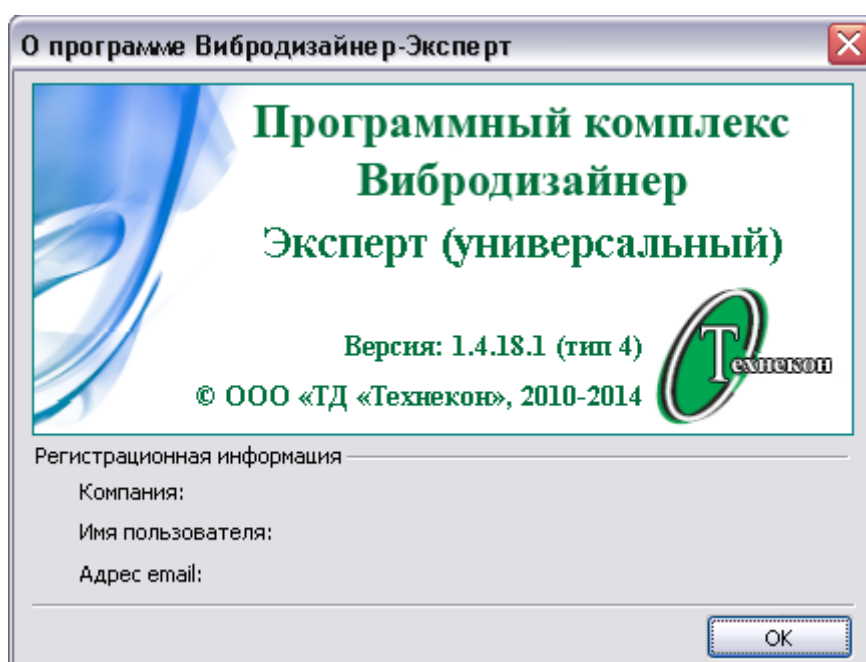 О программе Вибродизайнер-Эксперт
Программный комплекс
Вибродизайнер
Эксперт (универсальный)
Версия: 1.4.18.1 (тип 4)
© ООО «ТД «Технекон», 2010-2014
Технекон
Регистрационная информация
Компания:
Имя пользователя:
Адрес email:
OK